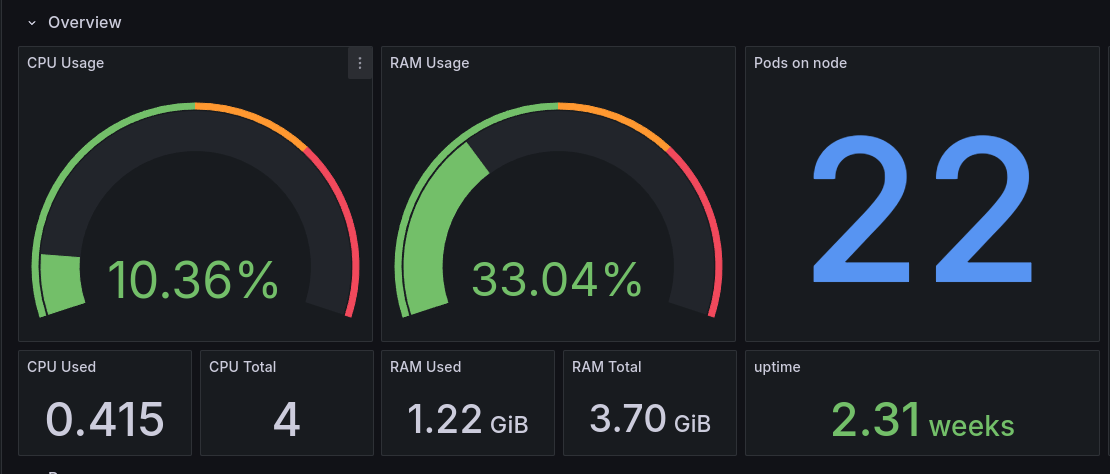 Overview
CPU Usage
10.36%
RAM Usage
33.04%
Pods on node
22
CPU Used
0.415
CPU Total
4
RAM Used
1.22 GiB
RAM Total
3.70 GiB
uptime
2.31 weeks